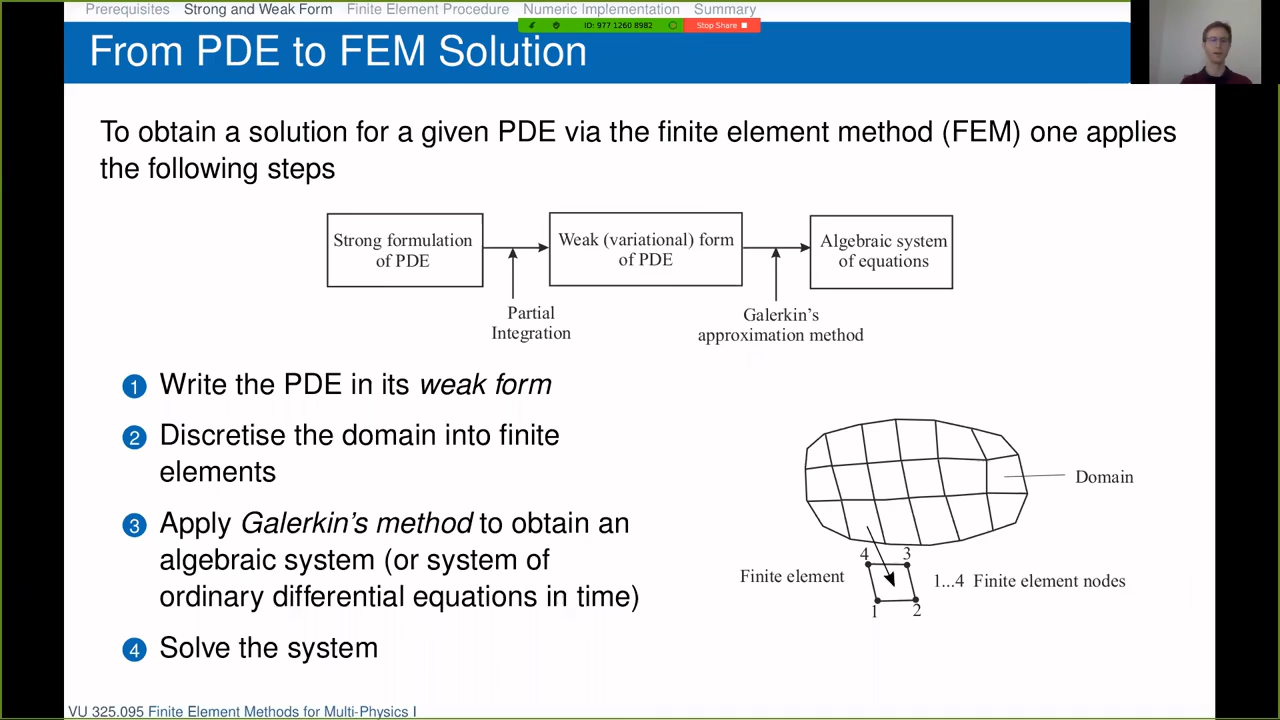 Prerequisites Strong and Weak Form Finite Element Procedure Numeric Implementation Summary
ID: 977 1260 8982 Stop Share
From PDE to FEM Solution
To obtain a solution for a given PDE via the finite element method (FEM) one applies
the following steps
Strong formulation
of PDE
Weak (variational) form
of PDE
Algebraic system
of equations
Partial
Integration
Galerkin's
approximation method
1 Write the PDE in its weak form
2 Discretise the domain into finite
elements
3 Apply Galerkin's method to obtain an
algebraic system (or system of
ordinary differential equations in time)
4 Solve the system
Domain
4 3
Finite element
1...4 Finite element nodes
1 2
VU 325.095 Finite Element Methods for Multi-Physics I